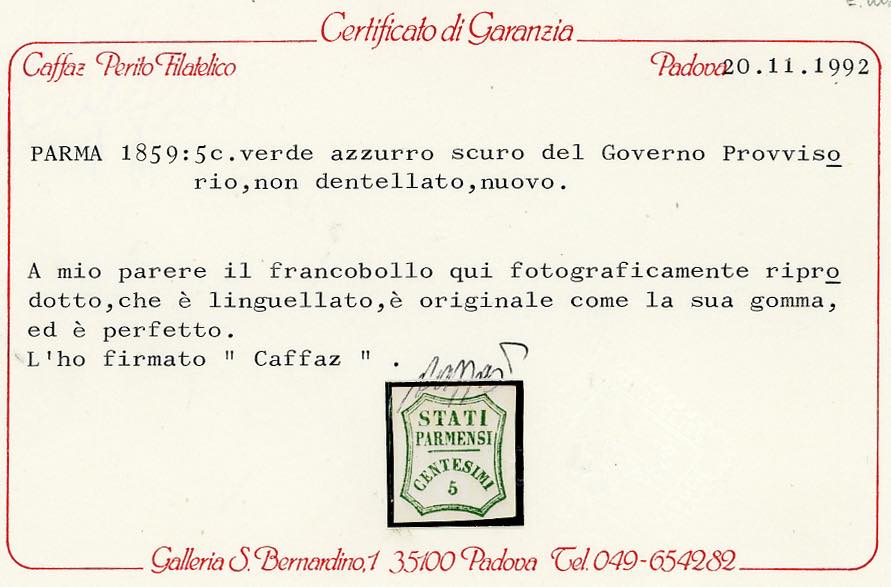 Certificato di Garanzia
Caffaz Perito Filatelico
Padova 20.11.1992
PARMA 1859:5c.verde azzurro scuro del Governo Provviso
rio,non dentellato,nuovo.
A mio parere il francobollo qui fotograficamente ripro
dotto,che è linguellato,è originale come la sua gomma,
ed è perfetto.
L'ho firmato " Caffaz " .
STATI
PARMENSI
CENTESIMI
5
Galleria S. Bernardino,1 35100 Padova Tel. 049-654282